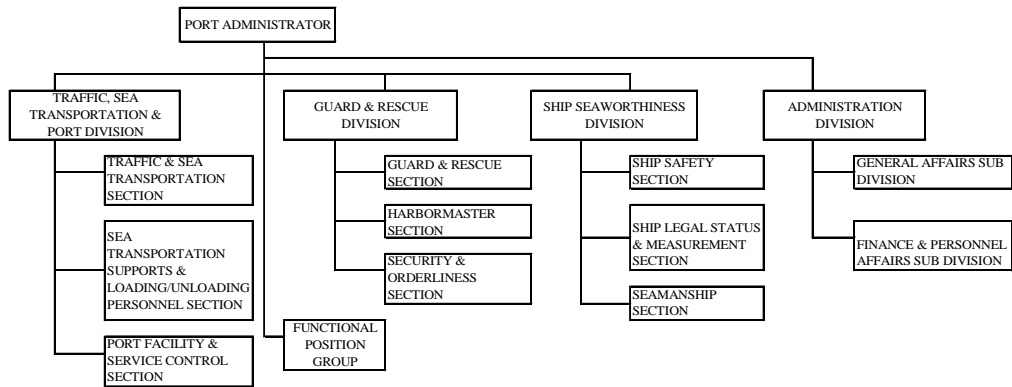 PORT ADMINISTRATOR
TRAFFIC, SEA
TRANSPORTATION &
PORT DIVISION
TRAFFIC & SEA
TRANSPORTATION
SECTION
SEA
TRANSPORTATION
SUPPORTS &
LOADING/UNLOADING
PERSONNEL SECTION
PORT FACILITY &
SERVICE CONTROL
SECTION
GUARD & RESCUE
DIVISION
GUARD & RESCUE
SECTION
HARBORMASTER
SECTION
SECURITY &
ORDERLINESS
SECTION
FUNCTIONAL
POSITION
GROUP
SHIP SEAWORTHINESS
DIVISION
SHIP SAFETY
SECTION
SHIP LEGAL STATUS
& MEASUREMENT
SECTION
SEAMANSHIP
SECTION
ADMINISTRATION
DIVISION
GENERAL AFFAIRS SUB
DIVISION
FINANCE & PERSONNEL
AFFAIRS SUB DIVISION